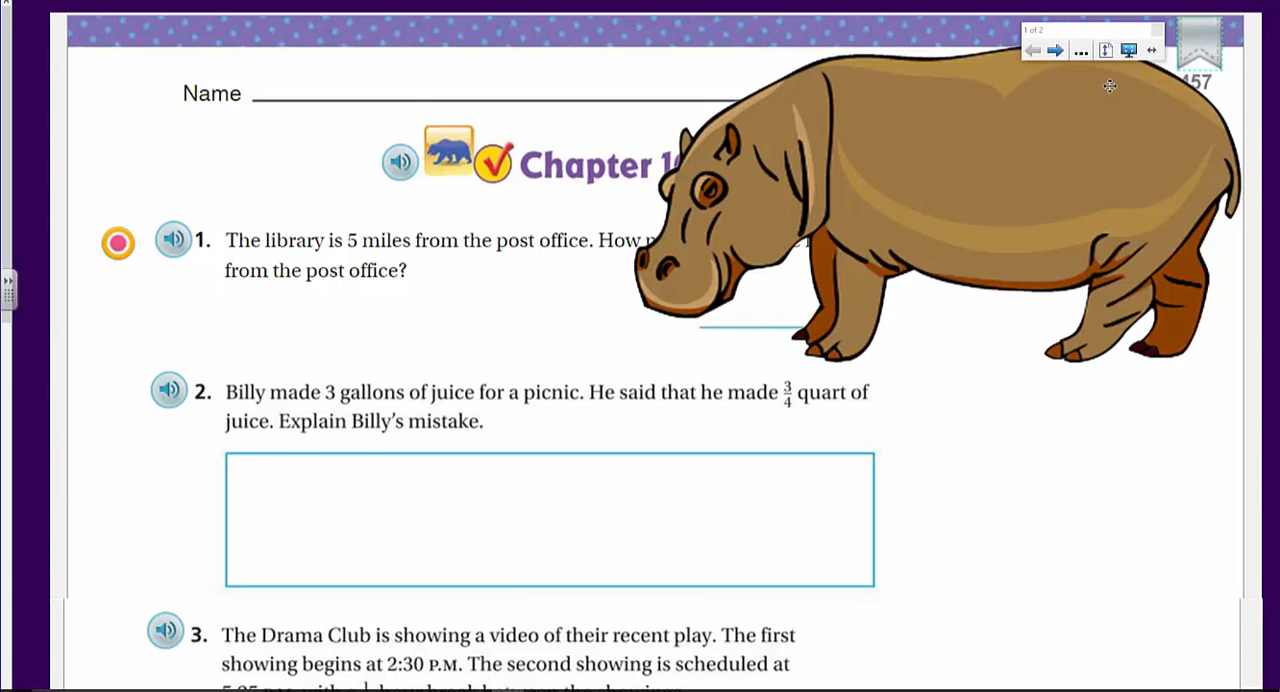 1 of 2
157
Name
Chapter
1. The library is 5 miles from the post office. How
from the post office?
2. Billy made 3 gallons of juice for a picnic. He said that he made 3/4 quart of
juice. Explain Billy's mistake.
3. The Drama Club is showing a video of their recent play. The first
showing begins at 2:30 P.M. The second showing is scheduled at